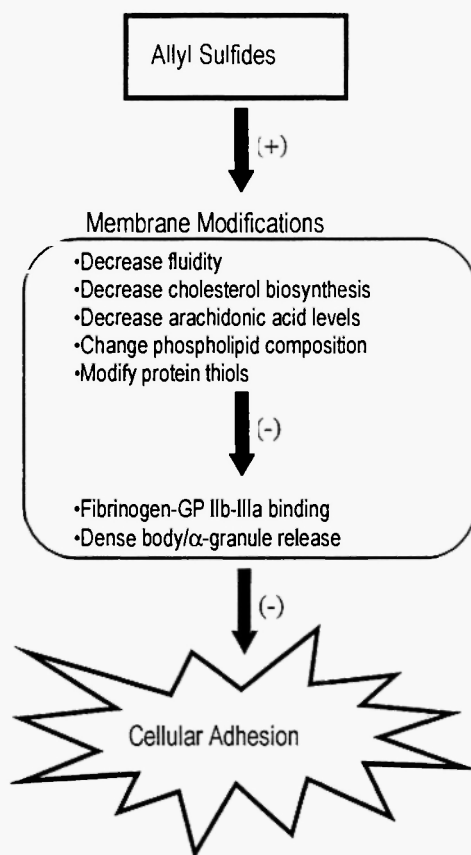 Allyl Sulfides
(+)
Membrane Modifications
•Decrease fluidity
•Decrease cholesterol biosynthesis
•Decrease arachidonic acid levels
•Change phospholipid composition
•Modify protein thiols
(-)
•Fibrinogen-GP IIb-IIIa binding
•Dense body/α-granule release
(-)
Cellular Adhesion